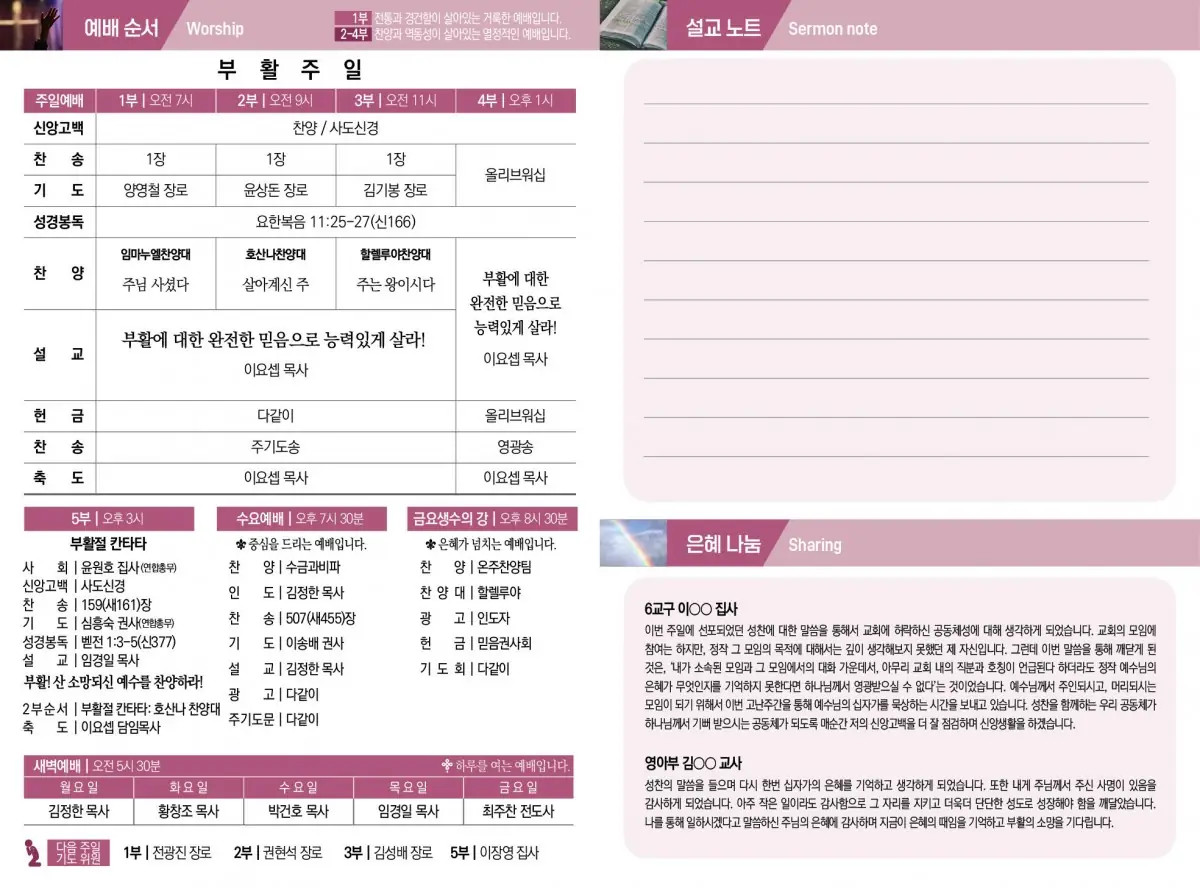 예배 순서 Worship
1부 전통과 경건함이 살아있는 거룩한 예배입니다.
2-4부 찬양과 역동성이 살아있는 열정적인 예배입니다.
부 활 주 일
주일예배 1부 | 오전 7시 2부 | 오전 9시 3부 | 오전 11시 4부 | 오후 1시
신앙고백 찬양 / 사도신경
찬 송 1장 1장 1장
올리브워십
기 도 양영철 장로 윤상돈 장로 김기봉 장로
성경봉독 요한복음 11:25-27(신166)
찬 양
임마누엘찬양대 호산나찬양대 할렐루야찬양대
주님 사셨다 살아계신 주 주는 왕이시다
부활에 대한
완전한 믿음으로
능력있게 살라!
이요셉 목사
설 교
부활에 대한 완전한 믿음으로 능력있게 살라!
이요셉 목사
헌 금 다같이 올리브워십
찬 송 주기도송 영광송
축 도 이요셉 목사 이요셉 목사
5부 | 오후 3시
부활절 칸타타
사 회 | 윤원호 집사(연합총무)
신앙고백 | 사도신경
찬 송 | 159(새161)장
기 도 | 심흥숙 권사(연합총무)
성경봉독 | 벧전 1:3-5(신377)
설 교 | 임경일 목사
부활! 산 소망되신 예수를 찬양하라!
2부순서 | 부활절 칸타타: 호산나 찬양대
축 도 | 이요셉 담임목사
수요예배 | 오후 7시 30분
중심을 드리는 예배입니다.
찬 양 | 수금과비파
인 도 | 김정한 목사
찬 송 | 507(새455)장
기 도 | 이송배 권사
설 교 | 김정한 목사
광 고 | 다같이
주기도문 | 다같이
금요생수의 강 | 오후 8시 30분
은혜가 넘치는 예배입니다.
찬 양 | 온주찬양팀
찬 양 대 | 할렐루야
광 고 | 인도자
헌 금 | 믿음권사회
기 도 회 | 다같이
새벽예배 | 오전 5시 30분 하루를 여는 예배입니다.
월 요 일 화 요 일 수 요 일 목 요 일 금 요 일
김정한 목사 황창조 목사 박건호 목사 임경일 목사 최주찬 전도사
다음 주일
기도 위원
1부 | 전광진 장로 2부 | 권현석 장로 3부 | 김성배 장로 5부 | 이장영 집사
설교 노트 Sermon note
은혜 나눔 Sharing
6교구 이○○ 집사
이번 주일에 선포되었던 성찬에 대한 말씀을 통해서 교회에 허락하신 공동체성에 대해 생각하게 되었습니다. 교회의 모임에
참여는 하지만, 정작 그 모임의 목적에 대해서는 깊이 생각해보지 못했던 제 자신입니다. 그런데 이번 말씀을 통해 깨닫게 된
것은, '내가 소속된 모임과 그 모임에서의 대화 가운데서, 아무리 교회 내의 직분과 호칭이 언급된다 하더라도 정작 예수님의
은혜가 무엇인지를 기억하지 못한다면 하나님께서 영광받으실 수 없다'는 것이었습니다. 예수님께서 주인되시고, 머리되시는
모임이 되기 위해서 이번 고난주간을 통해 예수님의 십자가를 묵상하는 시간을 보내고 있습니다. 성찬을 함께하는 우리 공동체가
하나님께서 기뻐 받으시는 공동체가 되도록 매순간 저의 신앙고백을 더 잘 점검하며 신앙생활을 하겠습니다.
영아부 김○○ 교사
성찬의 말씀을 들으며 다시 한번 십자가의 은혜를 기억하고 생각하게 되었습니다. 또한 내게 주님께서 주신 사명이 있음을
감사하게 되었습니다. 아주 작은 일이라도 감사함으로 그 자리를 지키고 더욱더 단단한 성도로 성장해야 함을 깨달았습니다.
나를 통해 일하시겠다고 말씀하신 주님의 은혜에 감사하며 지금이 은혜의 때임을 기억하고 부활의 소망을 기다립니다.